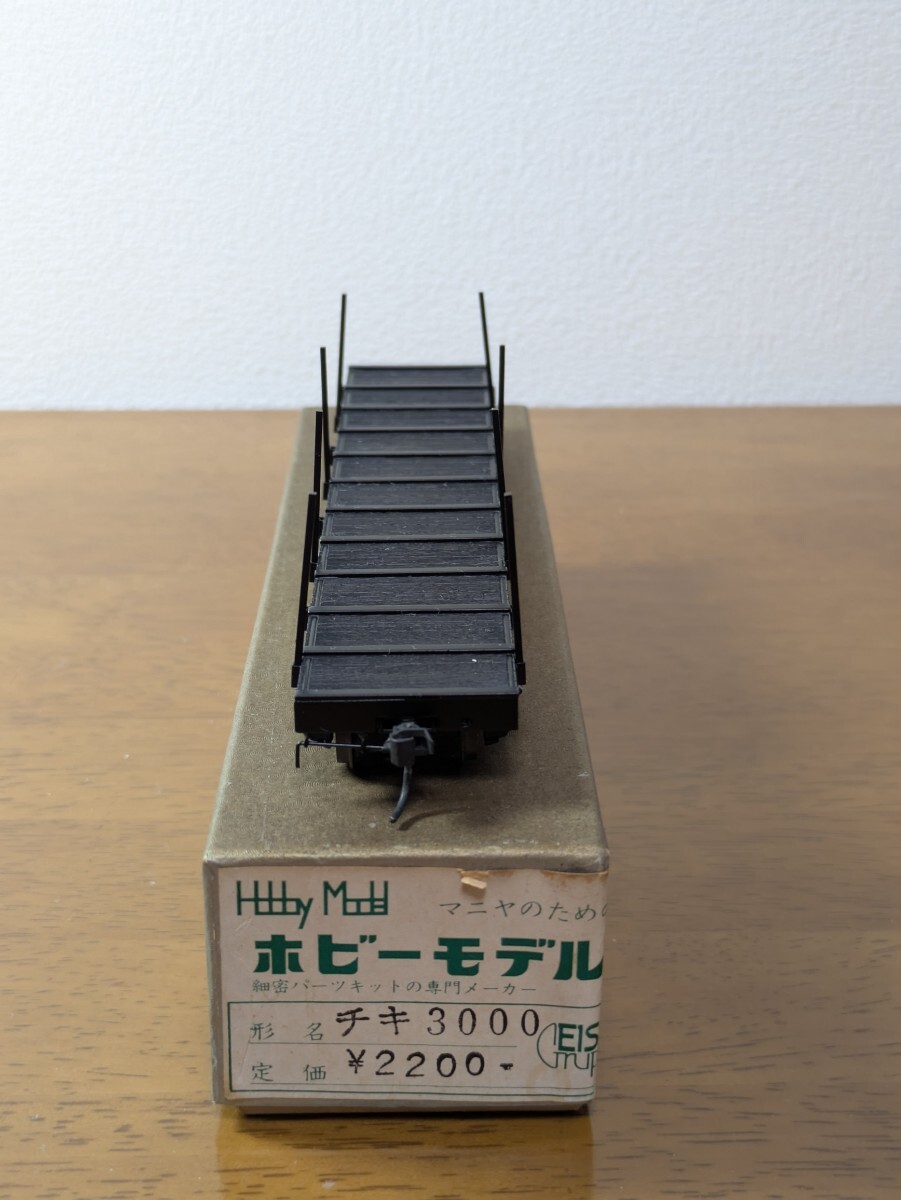 Hobby Model
マニヤのための
ホビーモデル
細密パーツキットの専門メーカー
形名 チキ3000
定価 ¥2200-
EIS